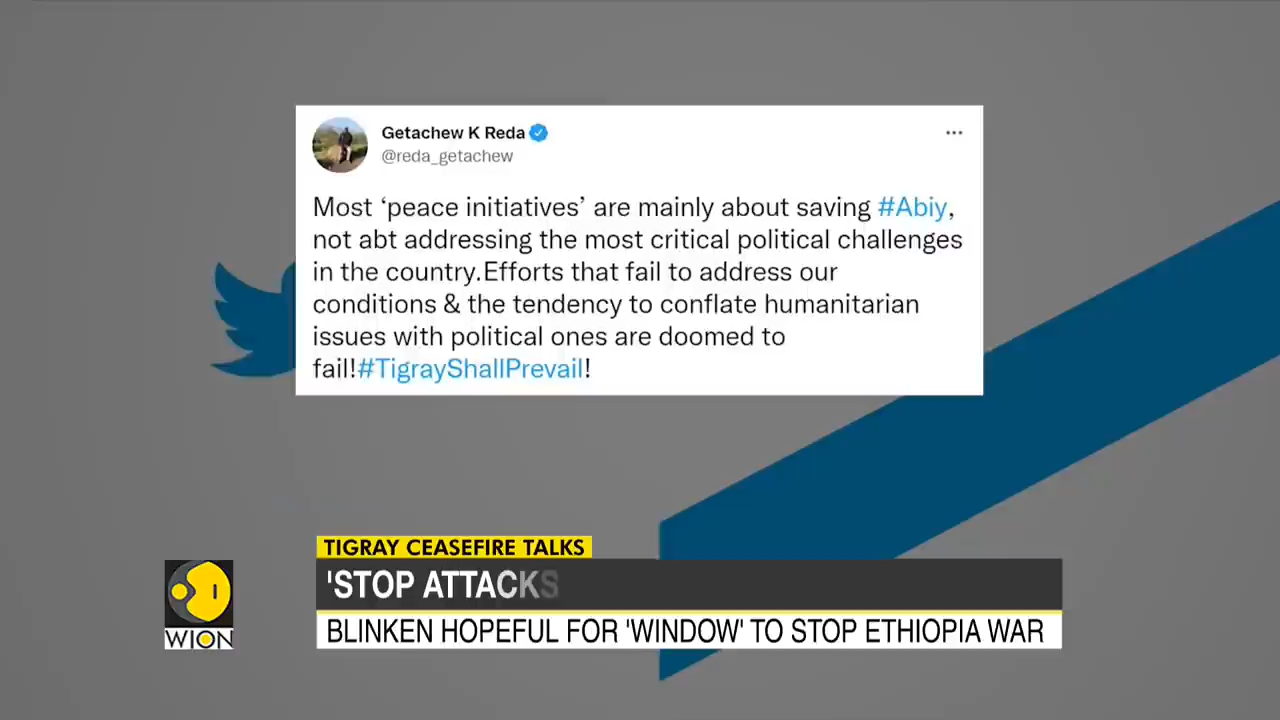 Getachew K Reda
@reda_getachew
Most ‘peace initiatives’ are mainly about saving #Abiy,
not abt addressing the most critical political challenges
in the country.Efforts that fail to address our
conditions & the tendency to conflate humanitarian
issues with political ones are doomed to
fail!#TigrayShallPrevail!
TIGRAY CEASEFIRE TALKS
'STOP ATTACKS
BLINKEN HOPEFUL FOR 'WINDOW' TO STOP ETHIOPIA WAR
WION